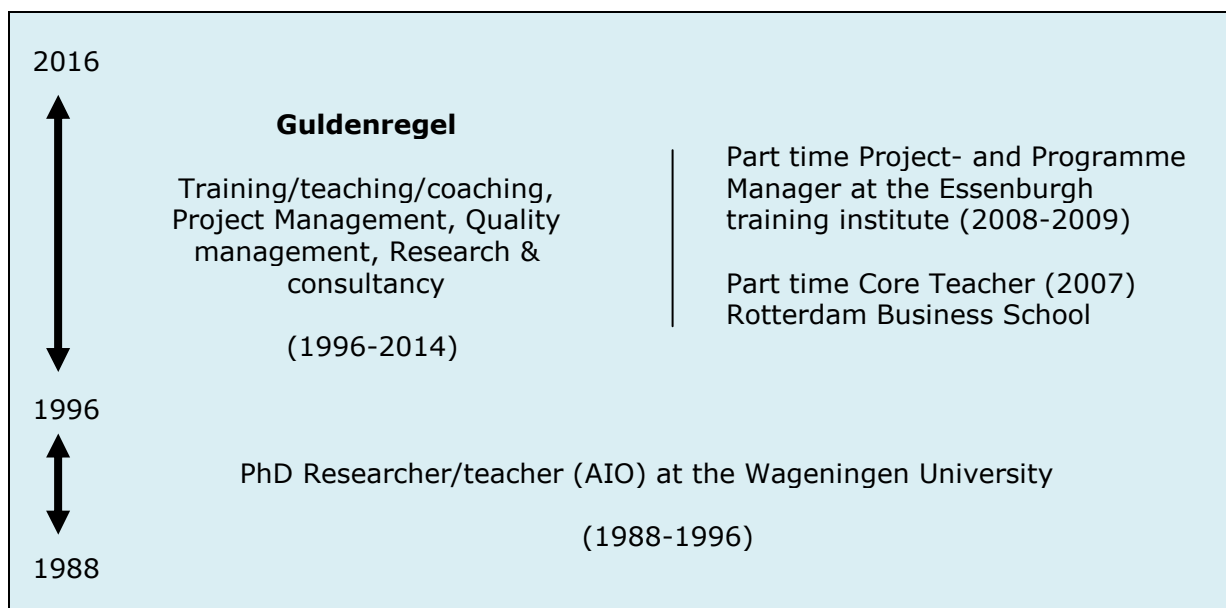 2016
Guldenregel
Training/teaching/coaching,
Project Management, Quality
management, Research &
consultancy
(1996-2014)
Part time Project- and Programme
Manager at the Essenburgh
training institute (2008-2009)
Part time Core Teacher (2007)
Rotterdam Business School
1996
PhD Researcher/teacher (AIO) at the Wageningen University
(1988-1996)
1988